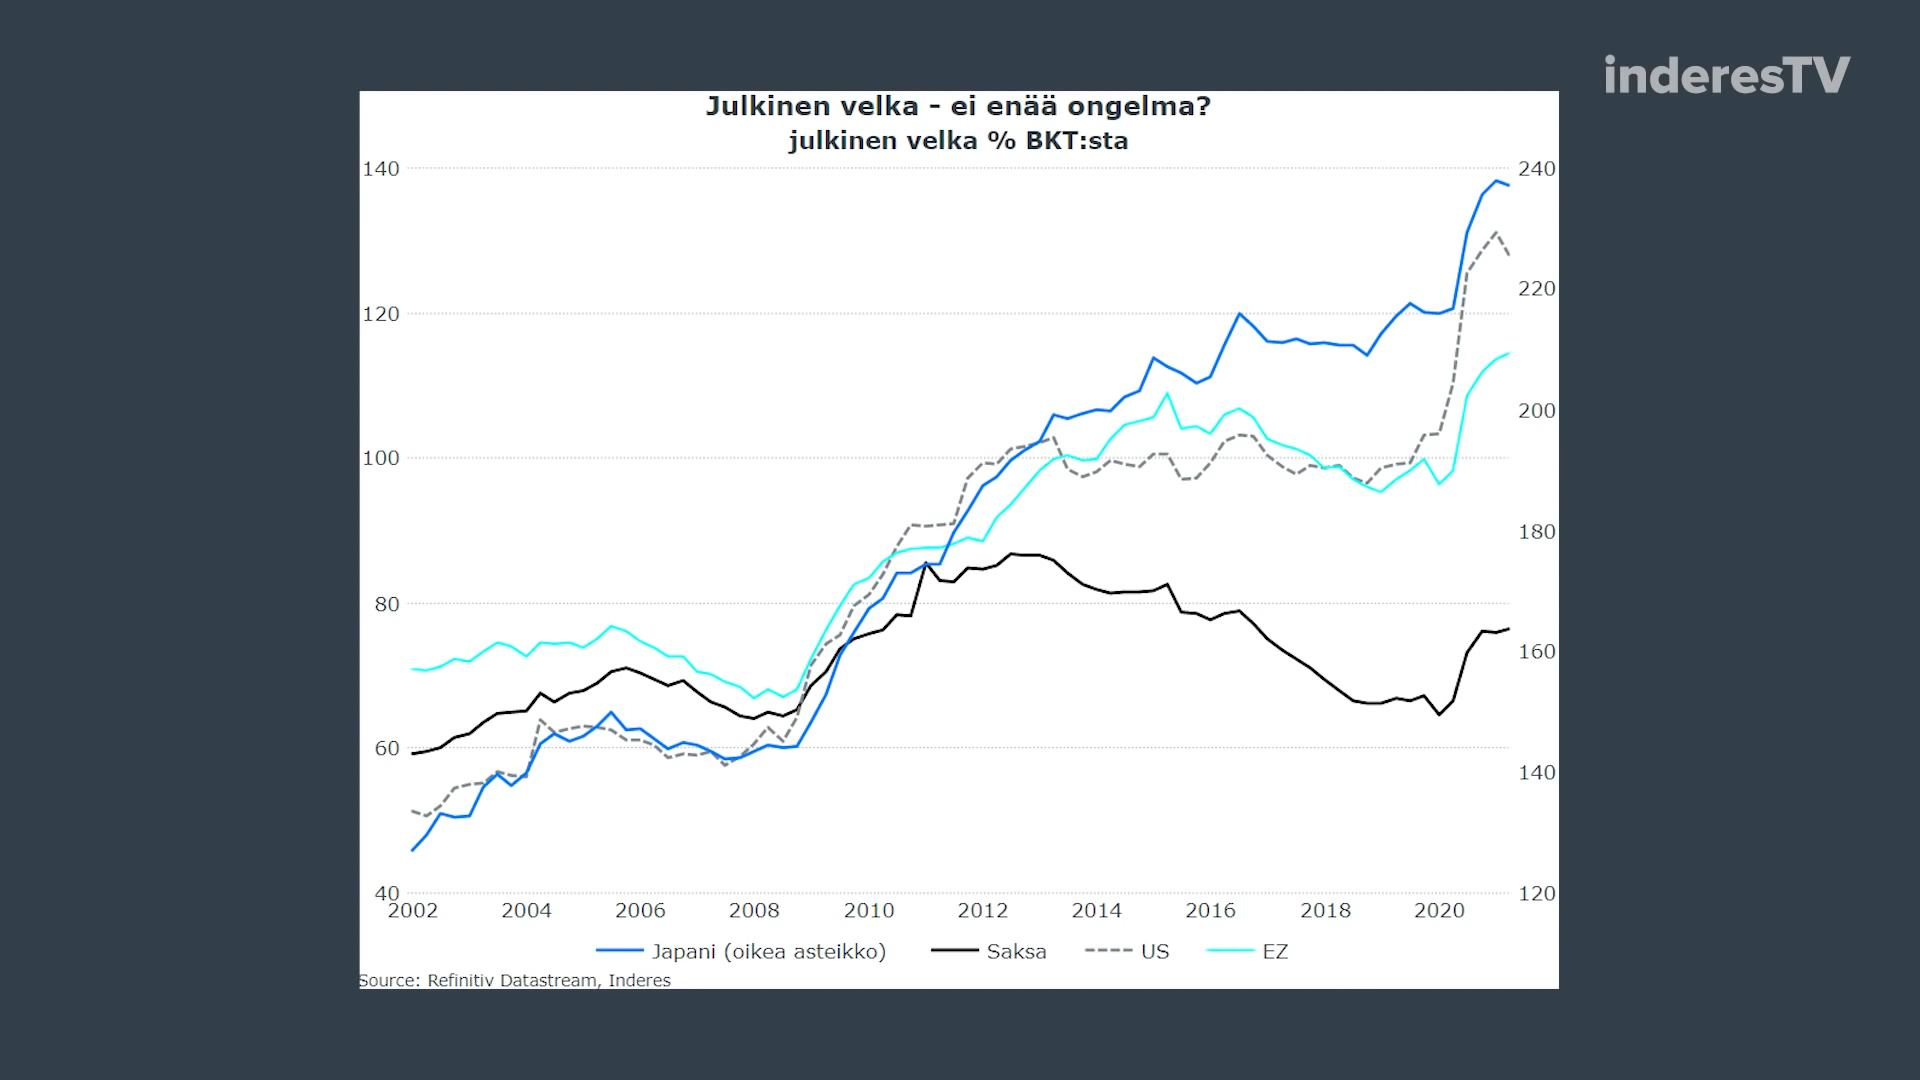 inderesTV
Julkinen velka - ei enää ongelma?
julkinen velka % BKT:sta
140
120
100
80
60
40
240
220
200
180
160
140
120
2002 2004 2006 2008 2010 2012 2014 2016 2018 2020
Japani (oikea asteikko) Saksa US EZ
Source: Refinitiv Datastream, Inderes